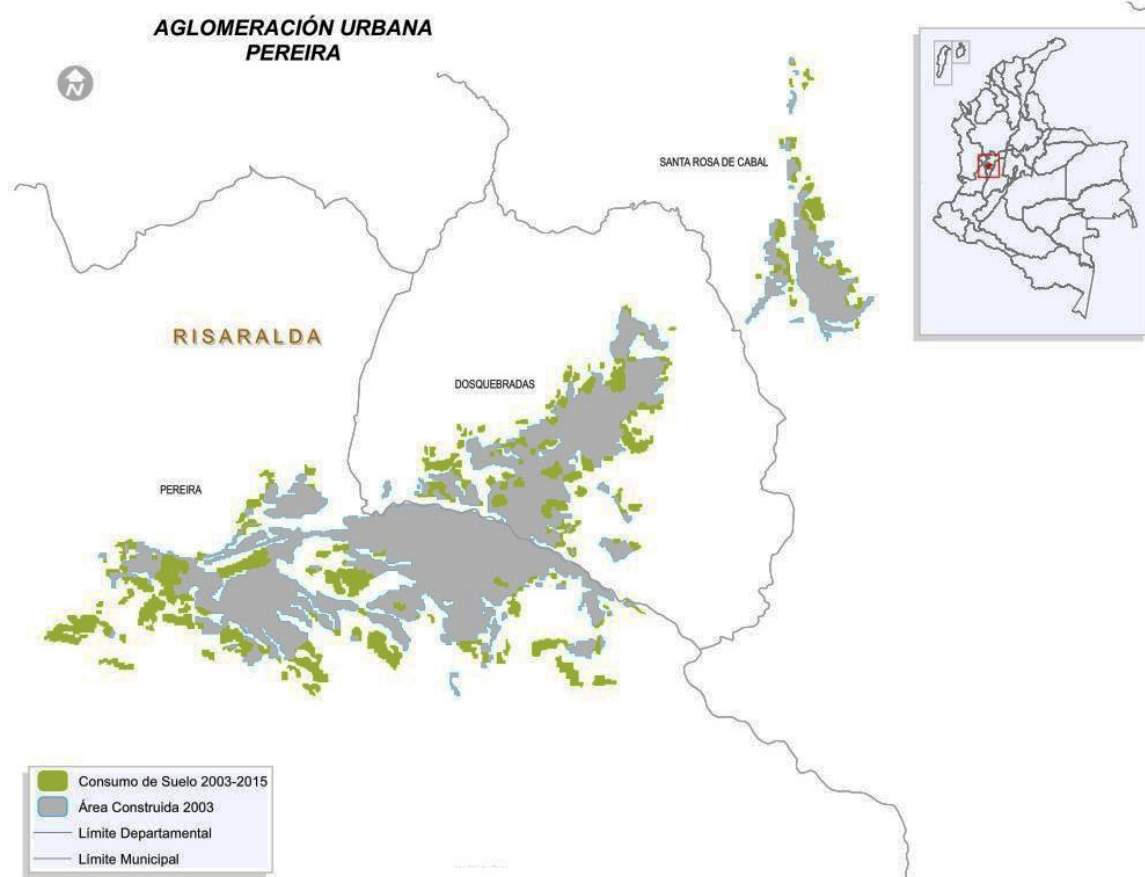 AGLOMERACIÓN URBANA
PEREIRA
N
SANTA ROSA DE CABAL
RISARALDA
DOSQUEBRADAS
PEREIRA
Consumo de Suelo 2003-2015
Área Construida 2003
Límite Departamental
Límite Municipal